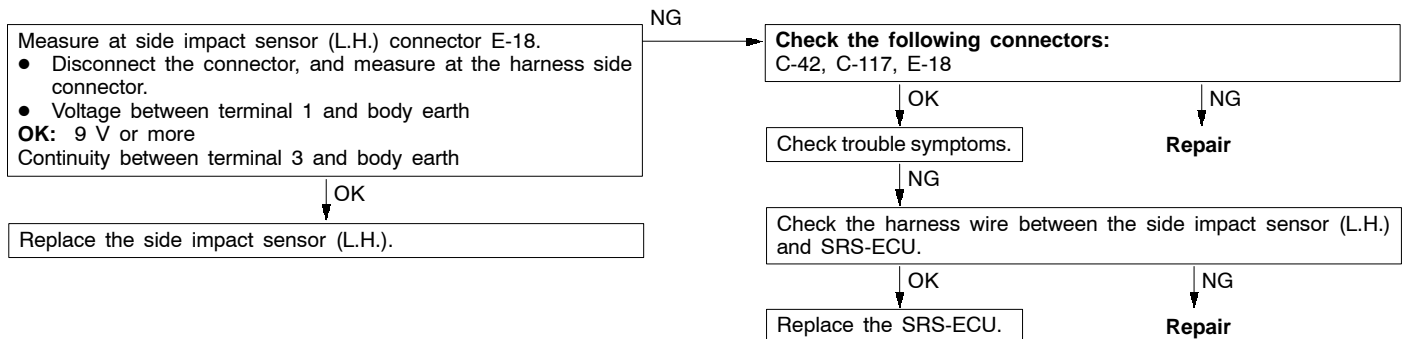 Measure at side impact sensor (L.H.) connector E-18.
● Disconnect the connector, and measure at the harness side
connector.
● Voltage between terminal 1 and body earth
OK: 9 V or more
Continuity between terminal 3 and body earth
NG
OK
Replace the side impact sensor (L.H.).
Check the following connectors:
C-42, C-117, E-18
OK
NG
Check trouble symptoms.
Repair
NG
Check the harness wire between the side impact sensor (L.H.)
and SRS-ECU.
OK
NG
Replace the SRS-ECU.
Repair